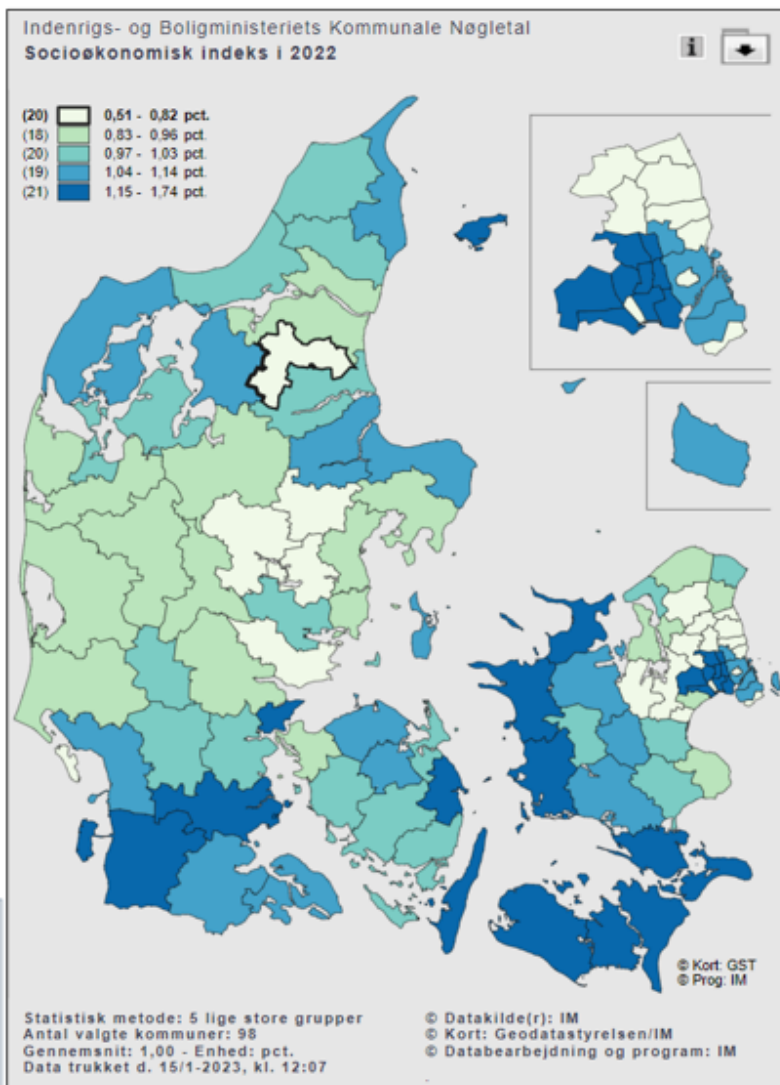 Indenrigs- og Boligministeriets Kommunale Nøgletal
Socioøkonomisk indeks i 2022
i
(20) 0,51 - 0,82 pct.
(18) 0,83 - 0,96 pct.
(20) 0,97 - 1,03 pct.
(19) 1,04 - 1,14 pct.
(21) 1,15 - 1,74 pct.
© Kort: GST
© Prog: IM
Statistisk metode: 5 lige store grupper
Antal valgte kommuner: 98
Gennemsnit: 1,00 - Enhed: pct.
Data trukket d. 15/1-2023, kl. 12:07
© Datakilde(r): IM
© Kort: Geodatastyrelsen/IM
© Databearbejdning og program: IM